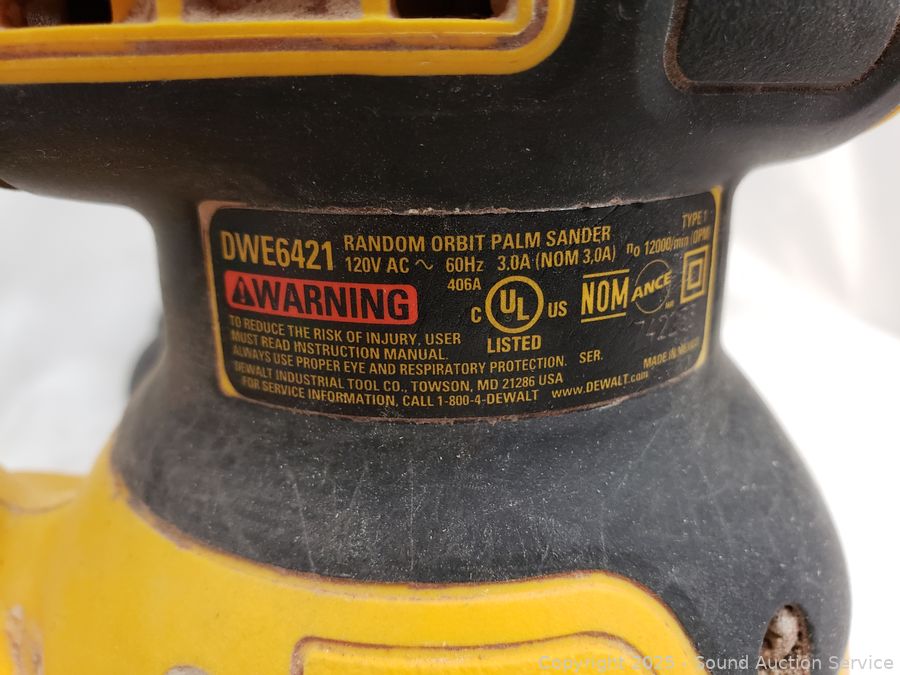 DWE6421 RANDOM ORBIT PALM SANDER TYPE 1
120V AC ~ 60Hz 3.0A (NOM 3,0A) no 12000/min (OPM)
406A
WARNING
C UL US
LISTED
NOM
ANCE
TO REDUCE THE RISK OF INJURY, USER
MUST READ INSTRUCTION MANUAL.
ALWAYS USE PROPER EYE AND RESPIRATORY PROTECTION. SER.
MADE IN MEXICO
DEWALT INDUSTRIAL TOOL CO., TOWSON, MD 21286 USA
FOR SERVICE INFORMATION, CALL 1-800-4-DEWALT www.DEWALT.com
Copyright 2025 - Sound Auction Service